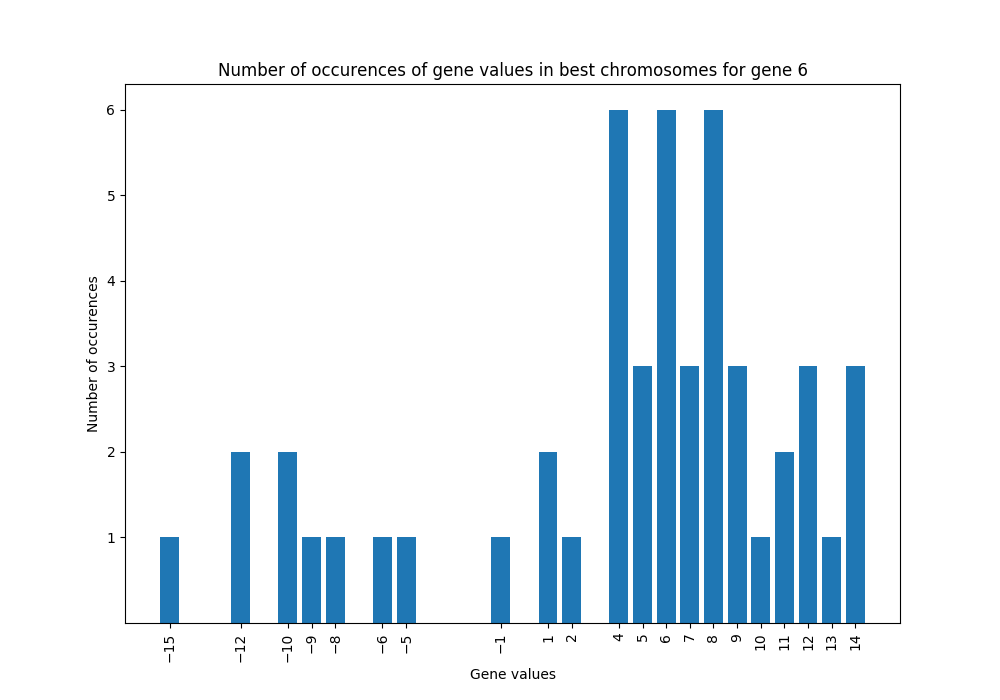 Number of occurences of gene values in best chromosomes for gene 6
Number of occurences
6
5
4
3
2
1
−15 −12 −10 −9 −8 −6 −5 −1 1 2 4 5 6 7 8 9 10 11 12 13 14
Gene values